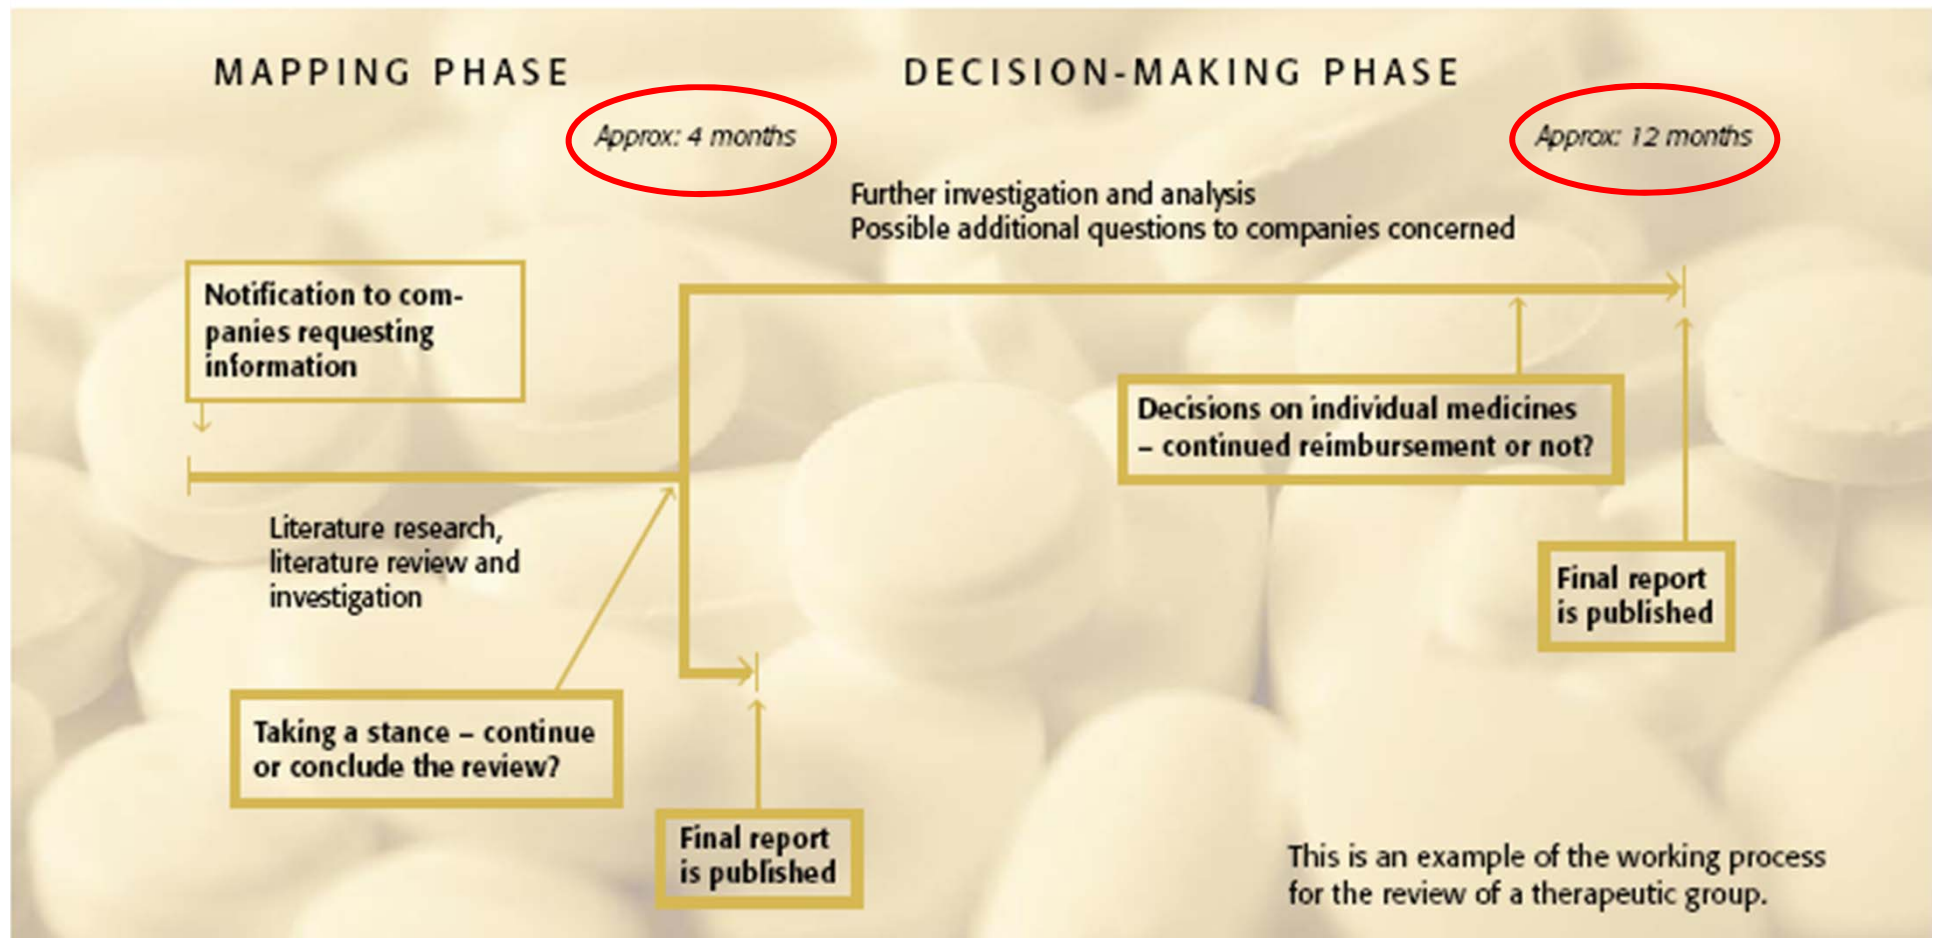 MAPPING PHASE
Approx: 4 months
DECISION-MAKING PHASE
Approx: 12 months
Further investigation and analysis
Possible additional questions to companies concerned
Notification to com-
panies requesting
information
Literature research,
literature review and
investigation
Taking a stance – continue
or conclude the review?
Final report
is published
Decisions on individual medicines
– continued reimbursement or not?
Final report
is published
This is an example of the working process
for the review of a therapeutic group.